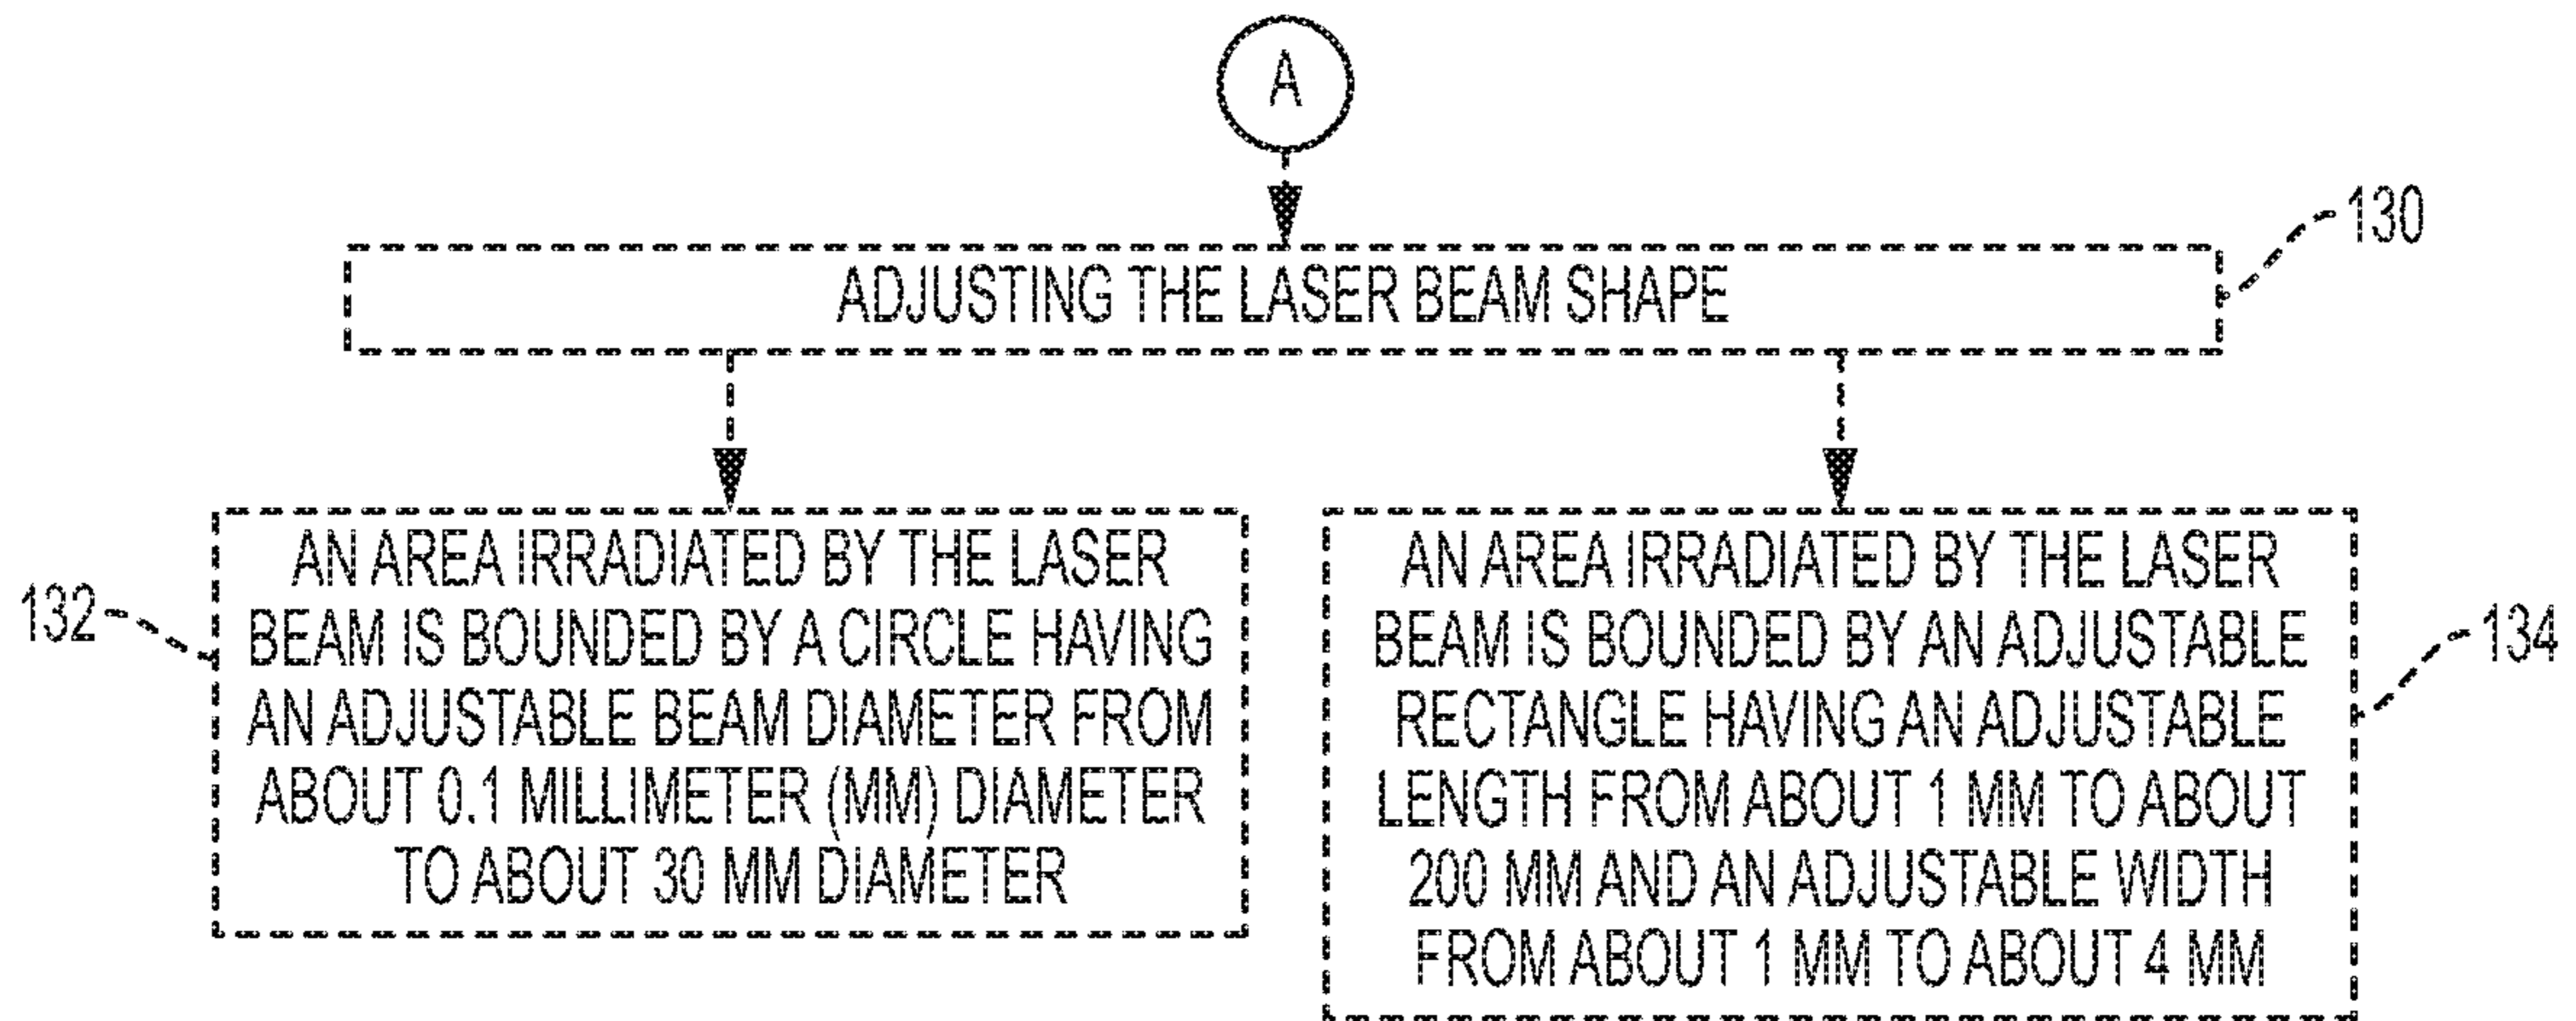 A
130
ADJUSTING THE LASER BEAM SHAPE
132
AN AREA IRRADIATED BY THE LASER
BEAM IS BOUNDED BY A CIRCLE HAVING
AN ADJUSTABLE BEAM DIAMETER FROM
ABOUT 0.1 MILLIMETER (MM) DIAMETER
TO ABOUT 30 MM DIAMETER
AN AREA IRRADIATED BY THE LASER
BEAM IS BOUNDED BY AN ADJUSTABLE
RECTANGLE HAVING AN ADJUSTABLE
LENGTH FROM ABOUT 1 MM TO ABOUT
200 MM AND AN ADJUSTABLE WIDTH
FROM ABOUT 1 MM TO ABOUT 4 MM
134